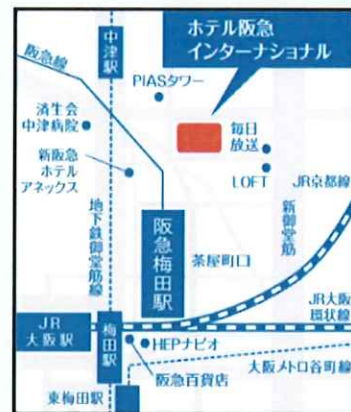 ホテル阪急
インターナショナル
中津駅
阪急線
PIASタワー
済生会
中津病院
毎日
放送
新阪急
ホテル
アネックス
LOFT
JR京都線
地下鉄御堂筋線
阪急梅田駅
新御堂筋
茶屋町口
JR大阪
環状線
JR
大阪駅
梅田駅
HEPナビオ
阪急百貨店
大阪メトロ谷町線
東梅田駅